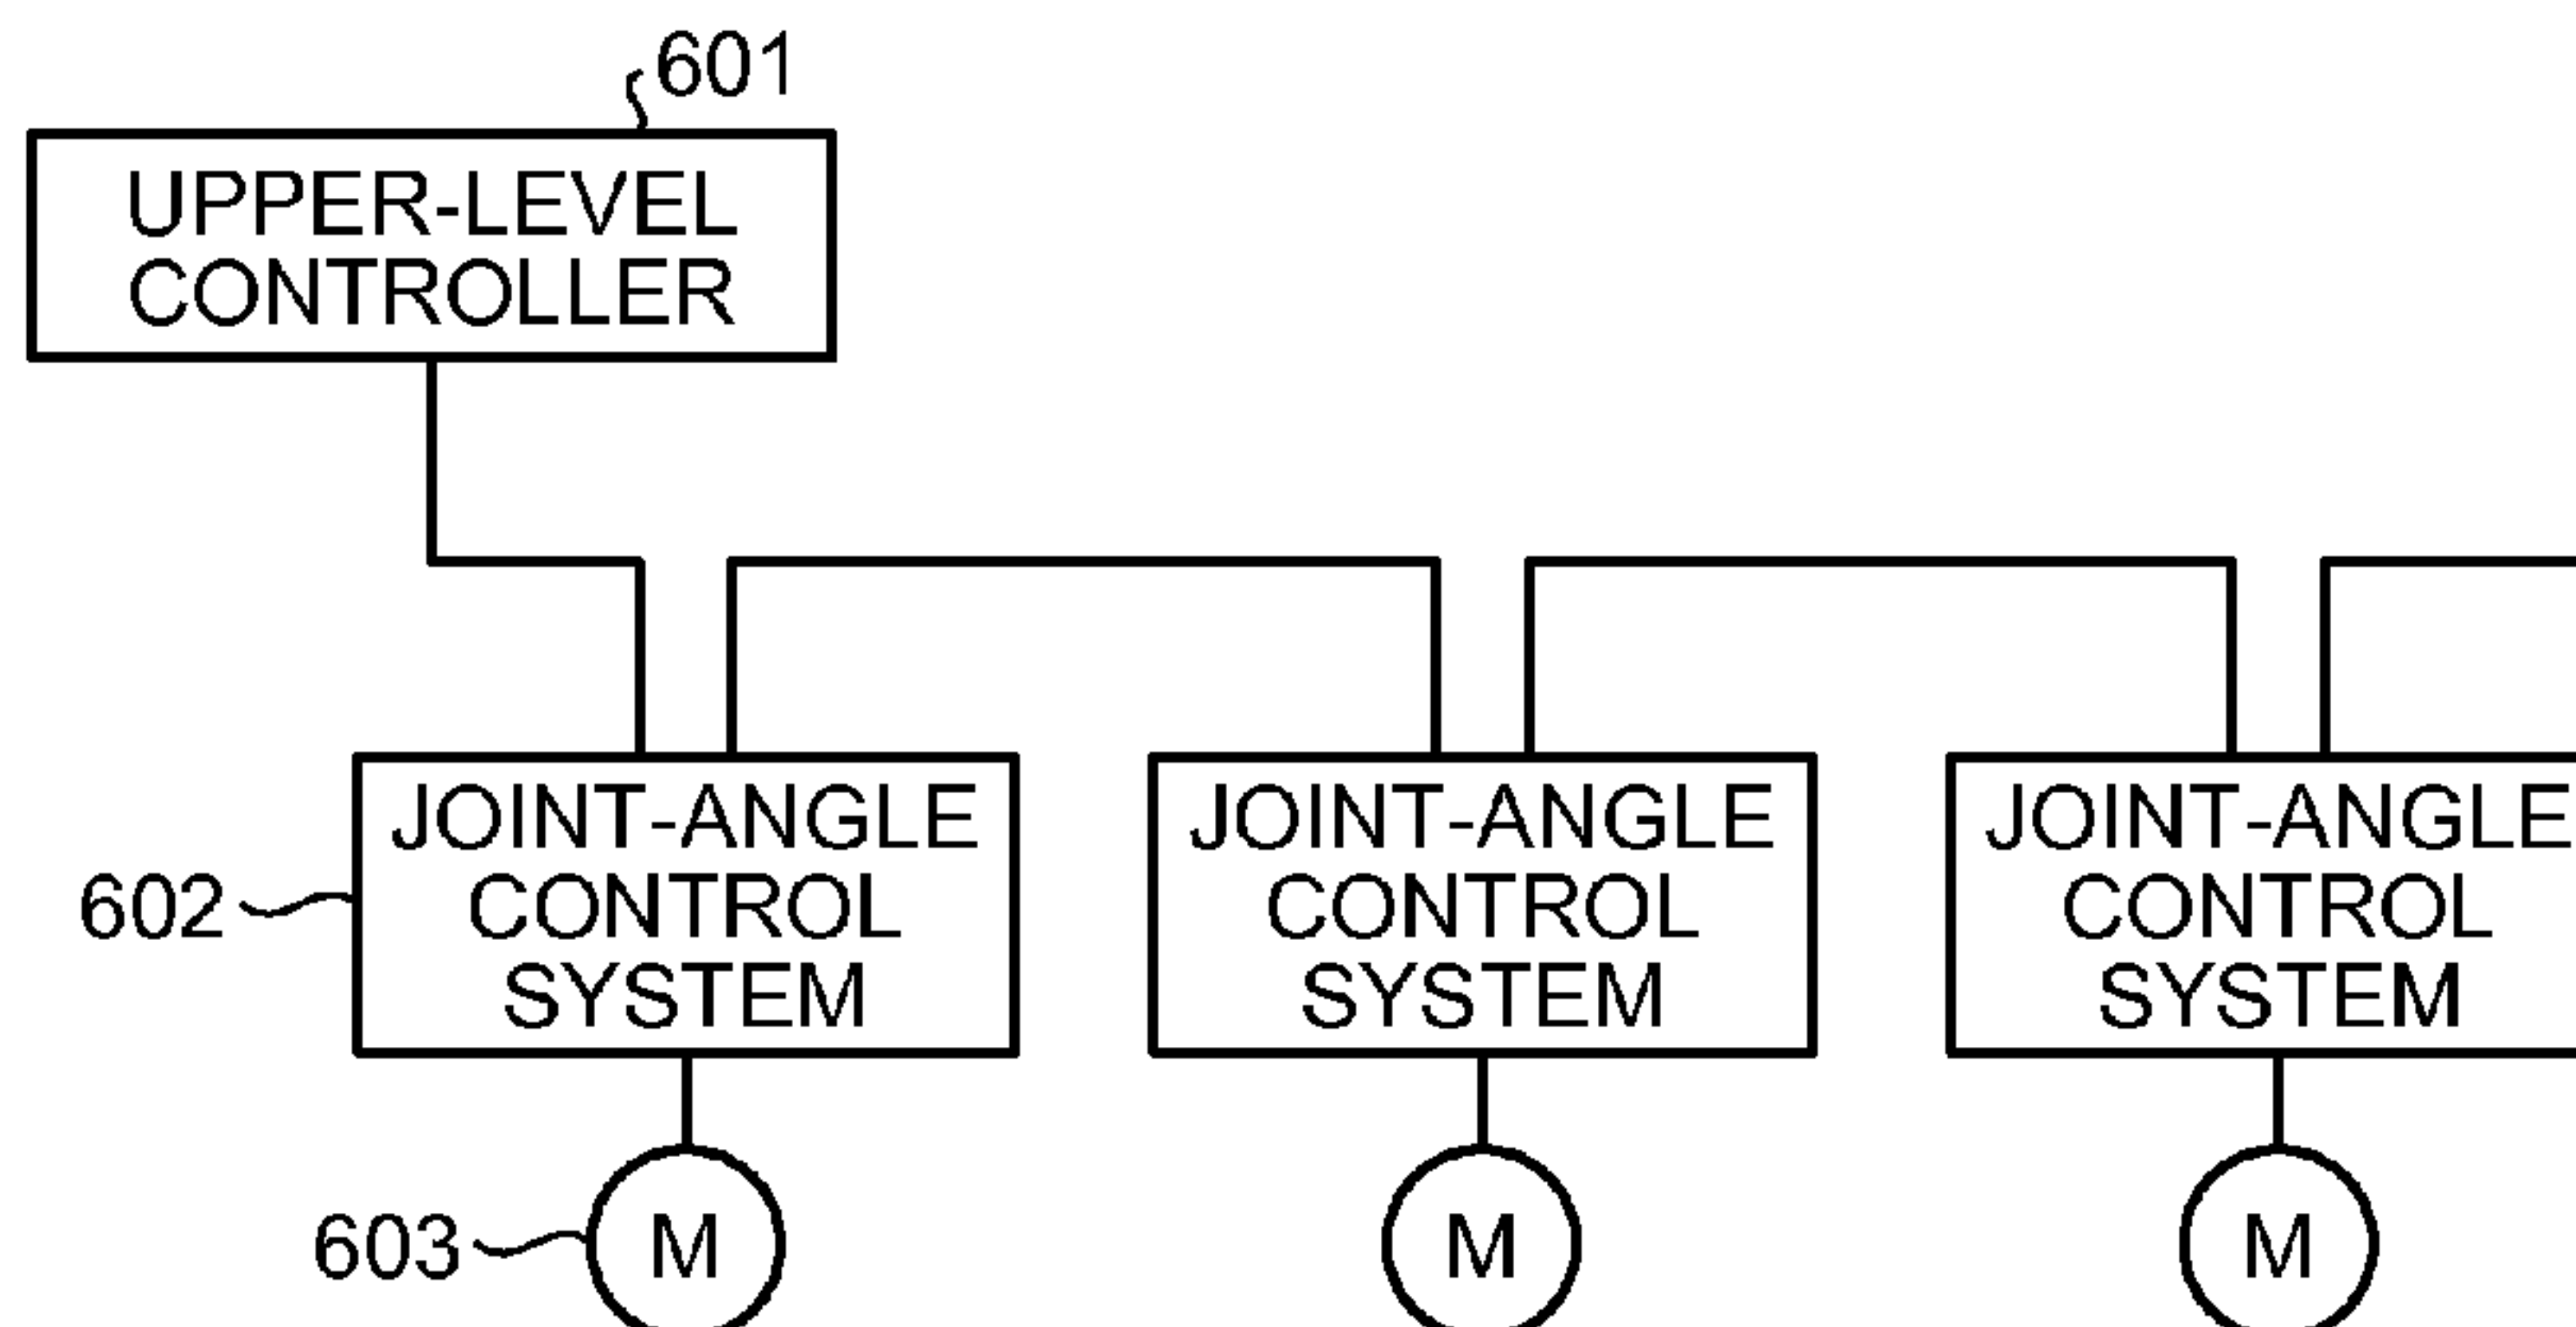 601
UPPER-LEVEL
CONTROLLER
602
JOINT-ANGLE
CONTROL
SYSTEM
JOINT-ANGLE
CONTROL
SYSTEM
JOINT-ANGLE
CONTROL
SYSTEM
603
M
M
M